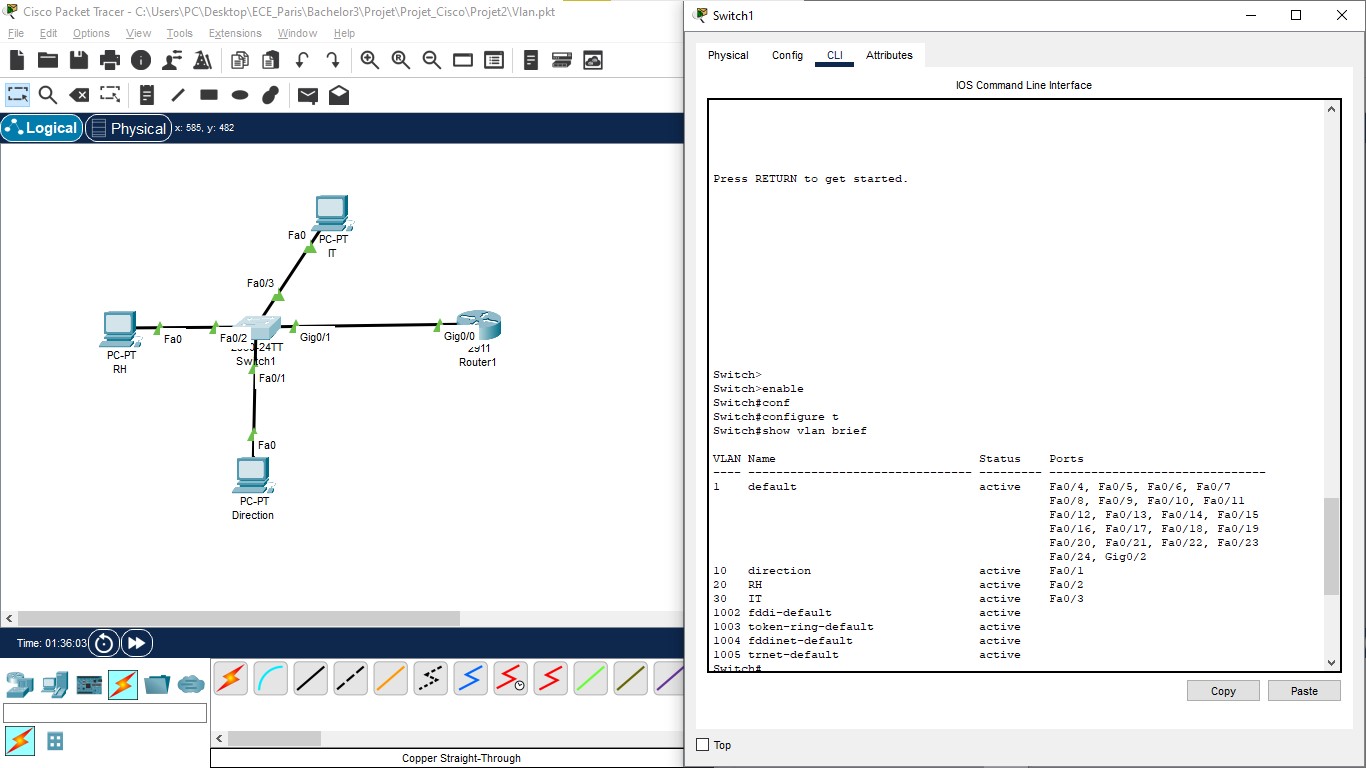 Cisco Packet Tracer - C:\Users\PC\Desktop\ECE_Paris\Bachelor3\Projet\Projet_Cisco\Projet2\Vlan.pkt
File Edit Options View Tools Extensions Window Help
Logical Physical x: 585, y: 482
PC-PT
IT
Fa0
Fa0/3
PC-PT
RH
Fa0
Fa0/2
24TT
Switch1
Gig0/1
Gig0/0
2911
Router1
Fa0/1
Fa0
PC-PT
Direction
Time: 01:36:03
Copper Straight-Through
Switch1
Physical Config CLI Attributes
IOS Command Line Interface
Press RETURN to get started.
Switch>
Switch>enable
Switch#conf
Switch#configure t
Switch#show vlan brief
VLAN Name Status Ports
---- -------------------------------- --------- -------------------------------
1 default active Fa0/4, Fa0/5, Fa0/6, Fa0/7
Fa0/8, Fa0/9, Fa0/10, Fa0/11
Fa0/12, Fa0/13, Fa0/14, Fa0/15
Fa0/16, Fa0/17, Fa0/18, Fa0/19
Fa0/20, Fa0/21, Fa0/22, Fa0/23
Fa0/24, Gig0/2
10 direction active Fa0/1
20 RH active Fa0/2
30 IT active Fa0/3
1002 fddi-default active
1003 token-ring-default active
1004 fddinet-default active
1005 trnet-default active
Switch#
Copy Paste
Top